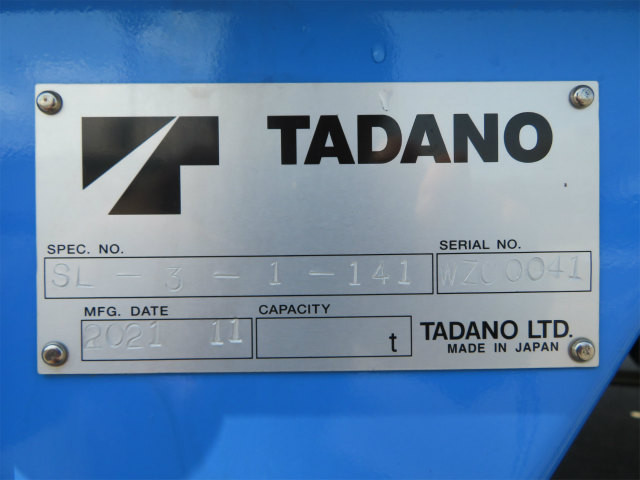 TADANO
SPEC. NO.
SL - 3 - 1 - 141
SERIAL NO.
MFG. DATE
2021 11
CAPACITY
t
TADANO LTD.
MADE IN JAPAN